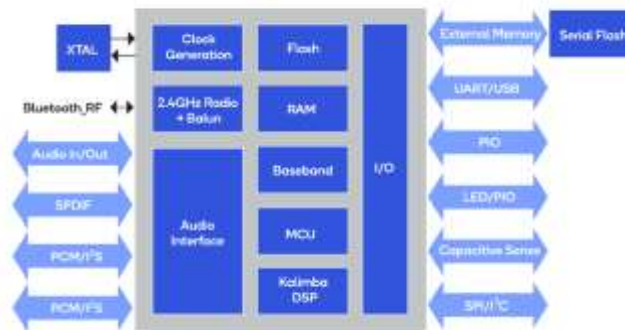 XTAL
Clock
Generation
Flash
External Memory
Serial Flash
Bluetooth_RF
2.4GHz Radio
+ Balun
RAM
UART/USB
Audio In/Out
Baseband
I/O
PIO
SPDIF
Audio
Interface
MCU
LED/PIO
PCM/I²S
Capacitive Sense
PCM/I²S
Kalimba
DSP
SPI/I²C